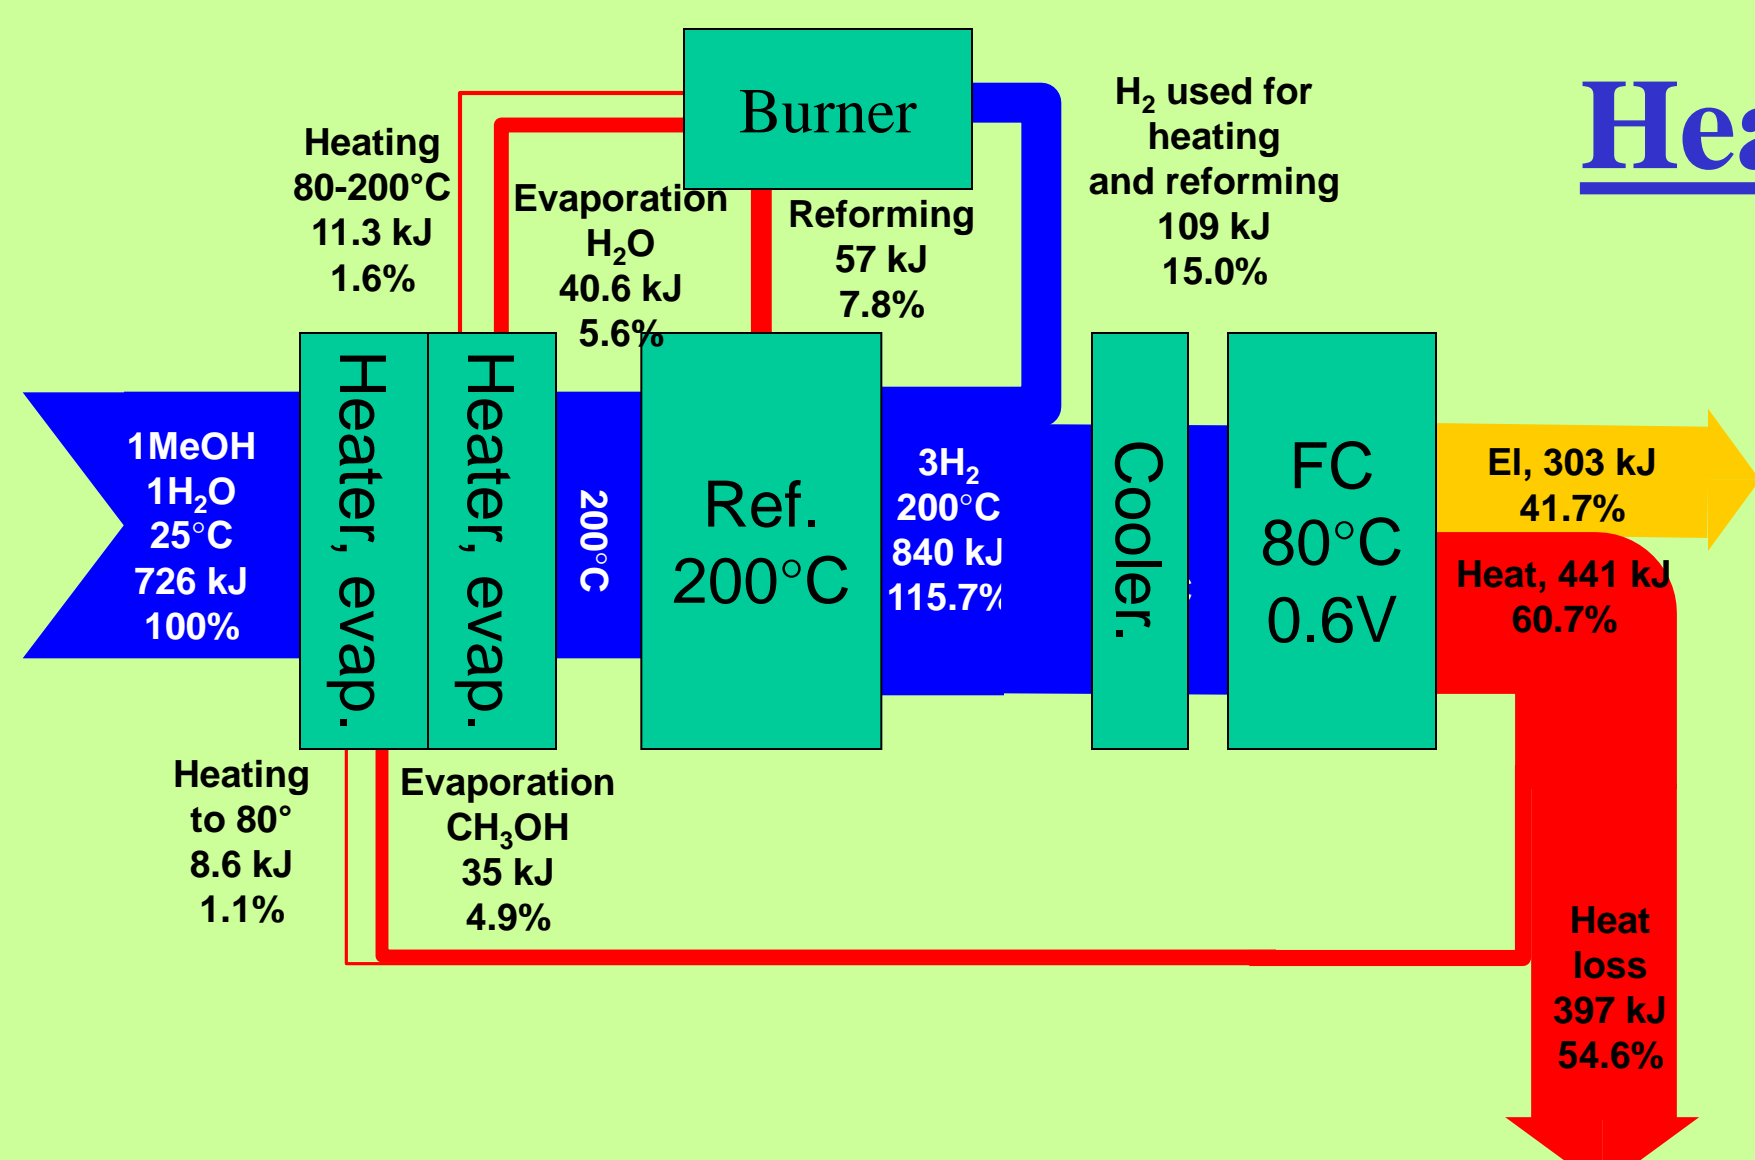 Burner
H₂ used for
heating
and reforming
109 kJ
15.0%
Heating
80-200°C
11.3 kJ
1.6%
Evaporation
H₂O
40.6 kJ
5.6%
Reforming
57 kJ
7.8%
1MeOH
1H₂O
25°C
726 kJ
100%
Heater, evap.
Heater, evap.
200°C
Ref.
200°C
3H₂
200°C
840 kJ
115.7%
Cooler.
FC
80°C
0.6V
El, 303 kJ
41.7%
Heat, 441 kJ
60.7%
Heating
to 80°
8.6 kJ
1.1%
Evaporation
CH₃OH
35 kJ
4.9%
Heat
loss
397 kJ
54.6%